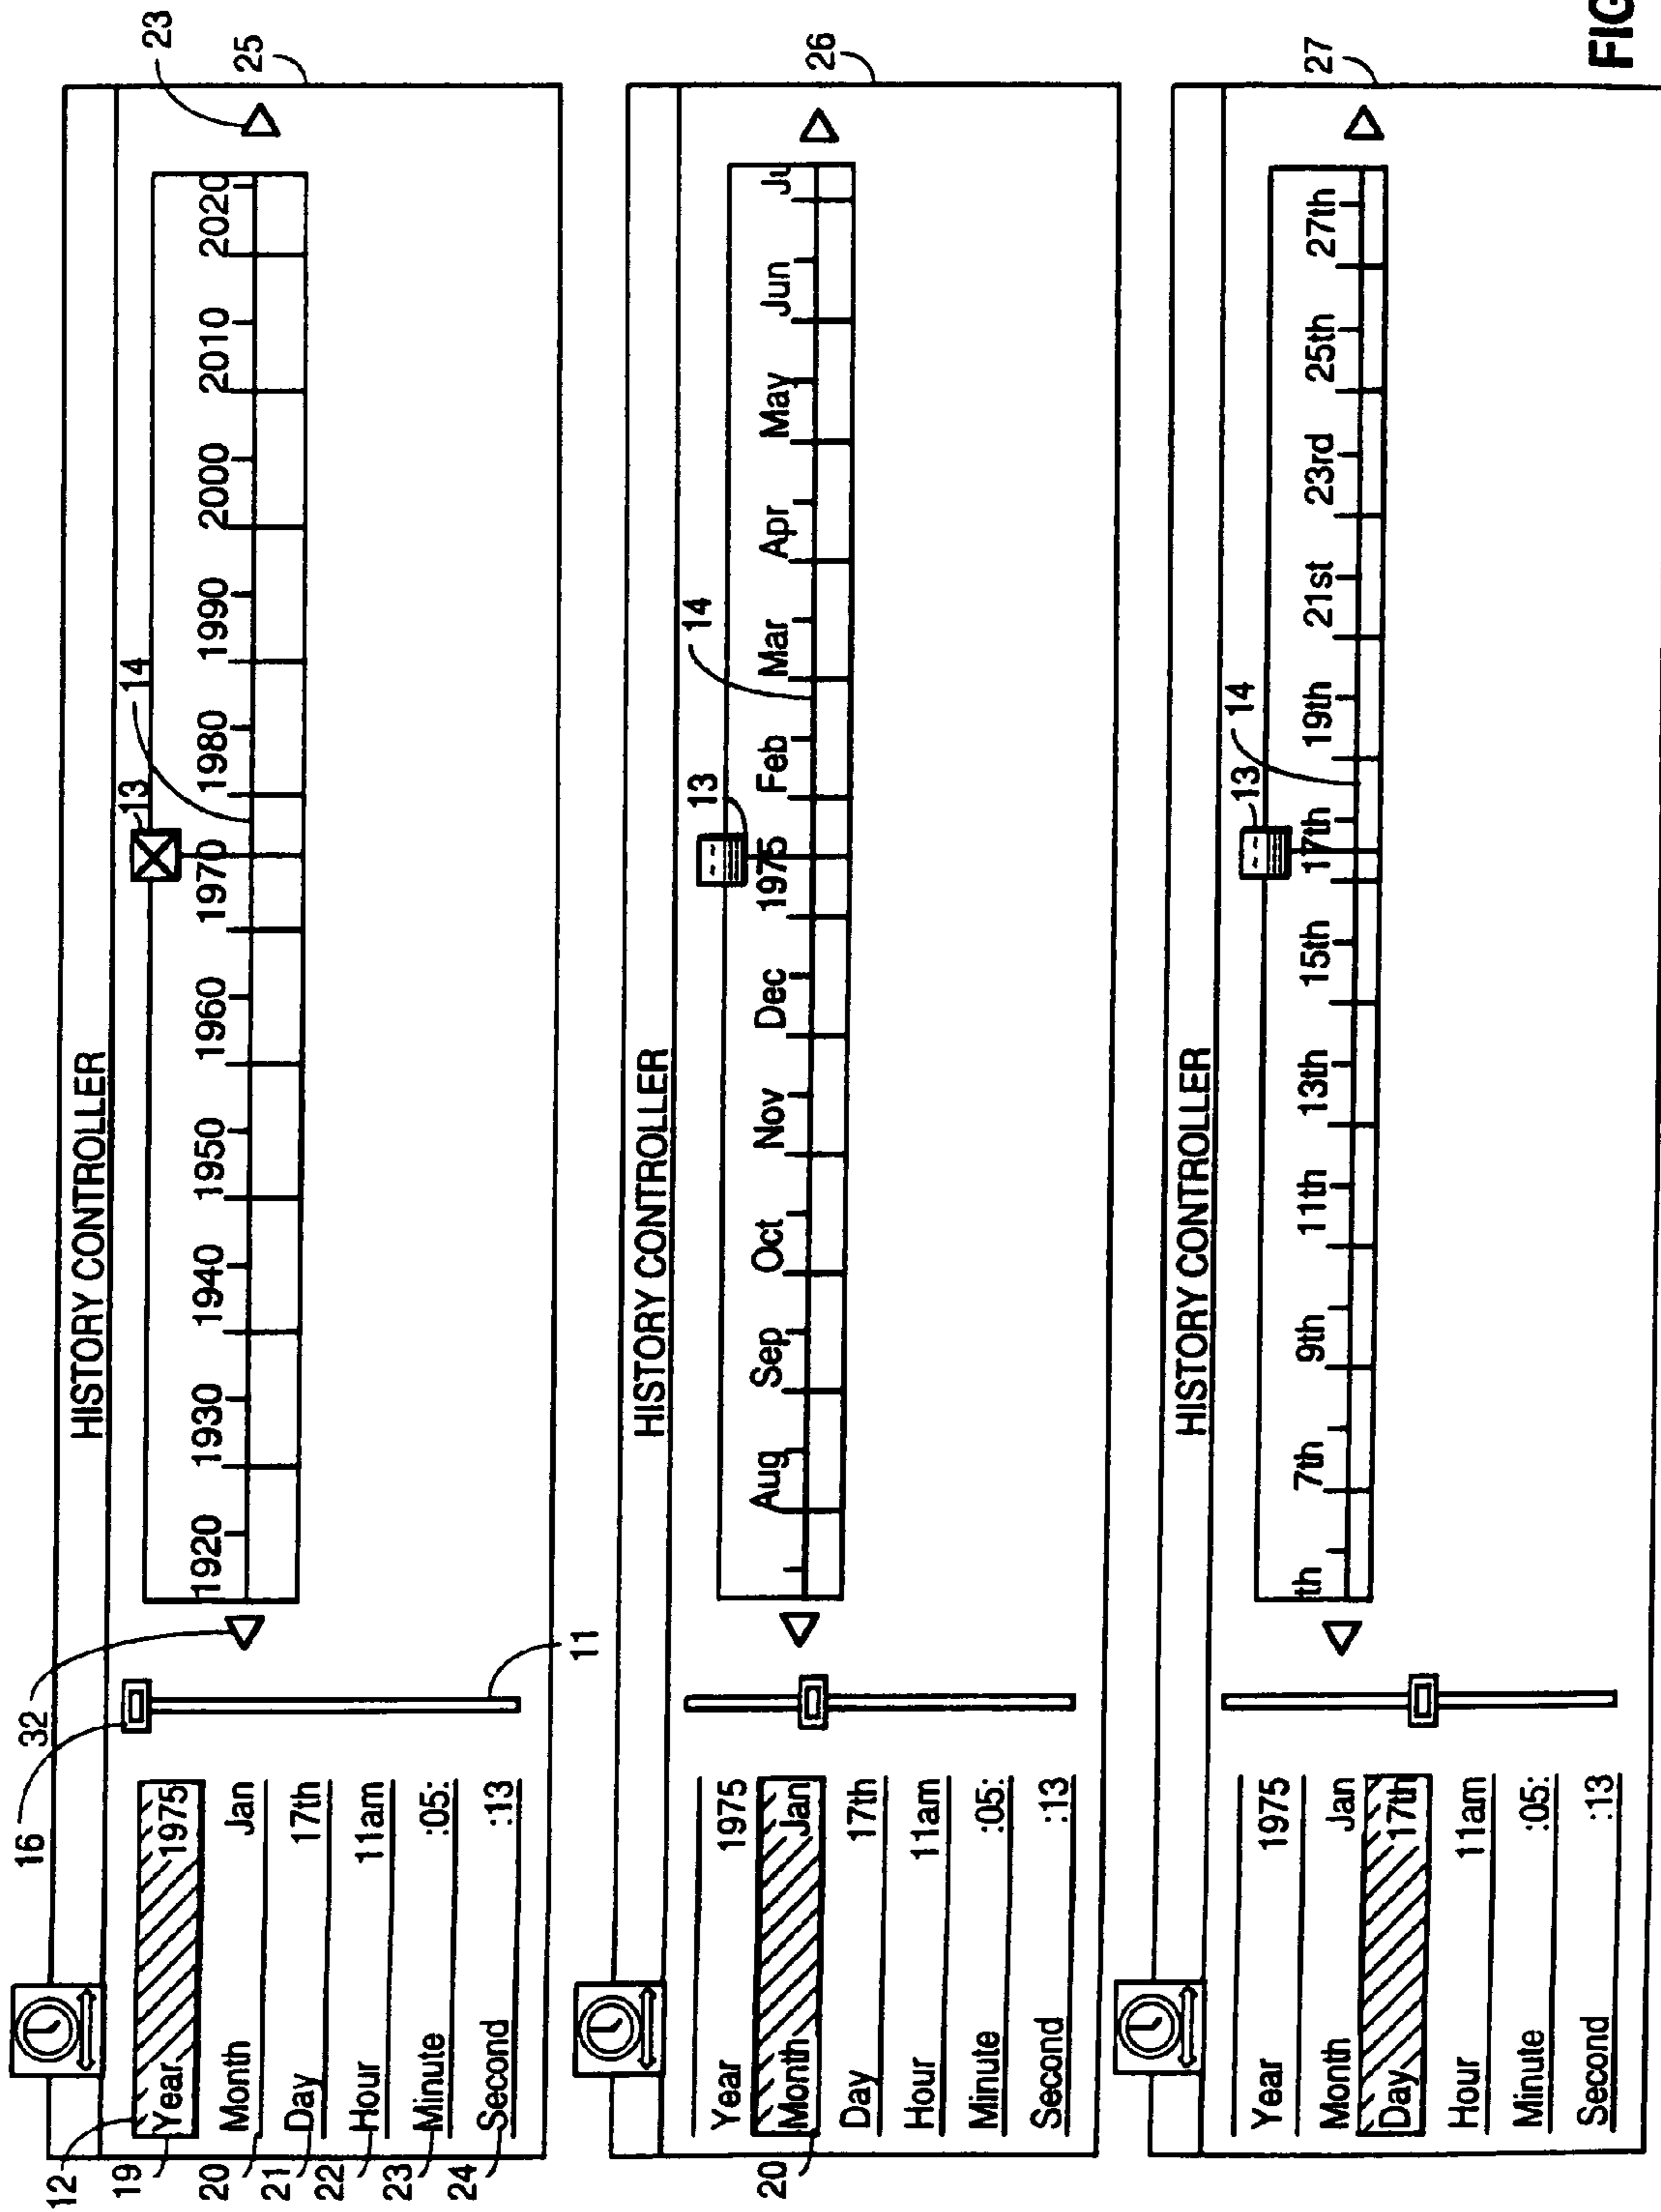 HISTORY CONTROLLER
12
16
32
11
13
14
23
25
19
20
21
22
23
24
Year 1975
Month Jan
Day 17th
Hour 11am
Minute :05:
Second :13
1920 1930 1940 1950 1960 1970 1980 1990 2000 2010 2020
HISTORY CONTROLLER
20
13
14
26
Year 1975
Month Jan
Day 17th
Hour 11am
Minute :05:
Second :13
Aug Sep Oct Nov Dec 1975 Feb Mar Apr May Jun Ju
HISTORY CONTROLLER
13
14
27
Year 1975
Month Jan
Day 17th
Hour 11am
Minute :05:
Second :13
th 7th 9th 11th 13th 15th 17th 19th 21st 23rd 25th 27th
FIG